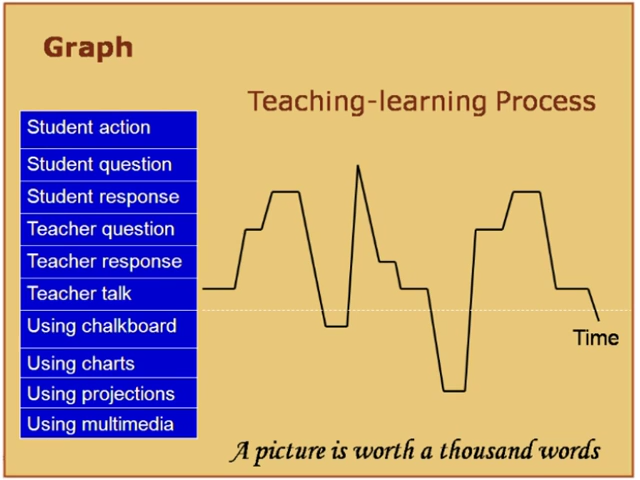 Graph
Teaching-learning Process
Student action
Student question
Student response
Teacher question
Teacher response
Teacher talk
Using chalkboard
Using charts
Using projections
Using multimedia
Time
A picture is worth a thousand words